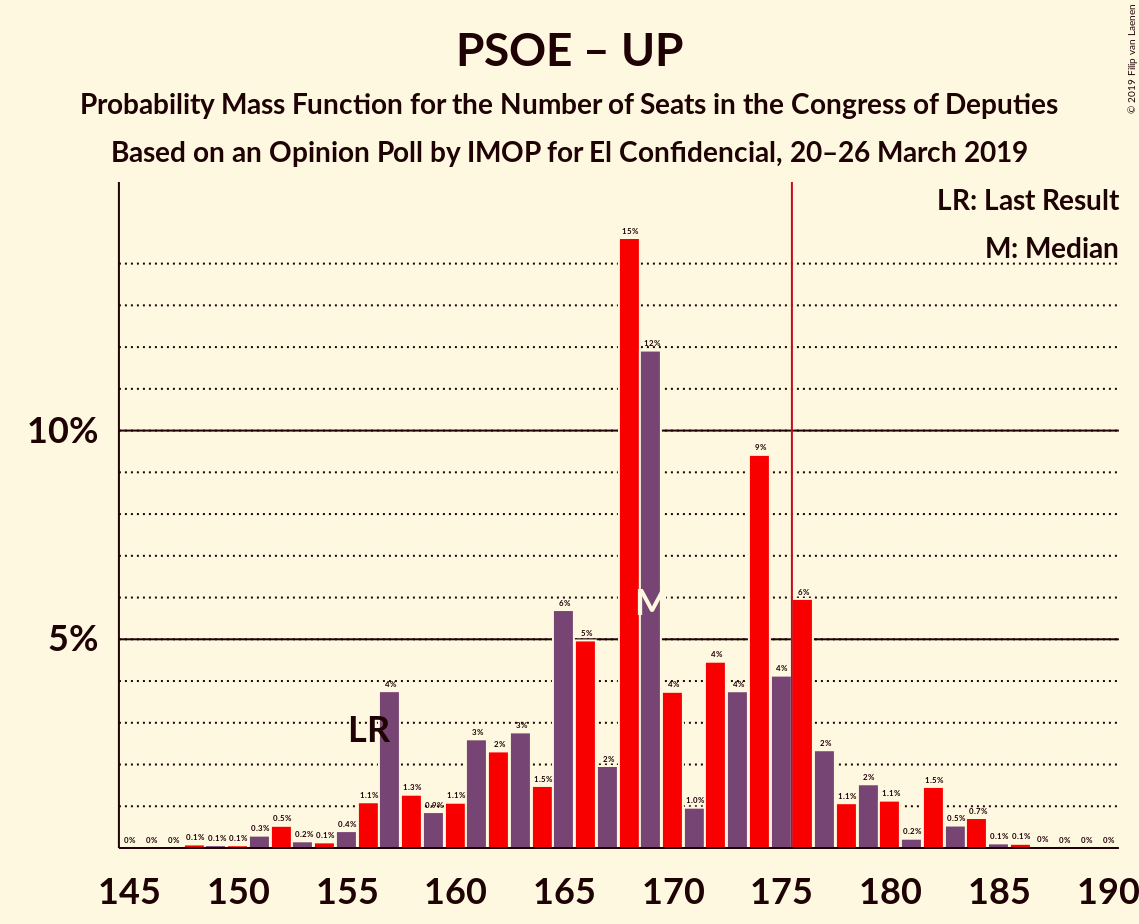 PSOE – UP
Probability Mass Function for the Number of Seats in the Congress of Deputies
Based on an Opinion Poll by IMOP for El Confidencial, 20–26 March 2019
© 2019 Filip van Laenen
LR: Last Result
M: Median
10%
5%
0% 0% 0% 0.1% 0.1% 0.1% 0.3% 0.5% 0.2% 0.1% 0.4% 1.1% 4% 1.3% 0.9% 1.1% 3% 2% 3% 1.5% 6% 5% 2% 15% 12% 4% 1.0% 4% 4% 9% 4% 6% 2% 1.1% 2% 1.1% 0.2% 1.5% 0.5% 0.7% 0.1% 0.1% 0% 0% 0% 0%
LR
M
145 150 155 160 165 170 175 180 185 190